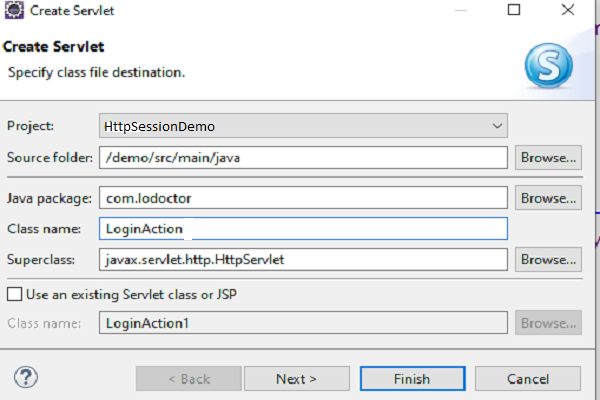 Create Servlet
Create Servlet
Specify class file destination.
Project: HttpSessionDemo
Source folder: /demo/src/main/java Browse...
Java package: com.lodoctor Browse...
Class name: LoginAction
Superclass: javax.servlet.http.HttpServlet Browse...
Use an existing Servlet class or JSP
Class name: LoginAction1 Browse...
? < Back Next > Finish Cancel